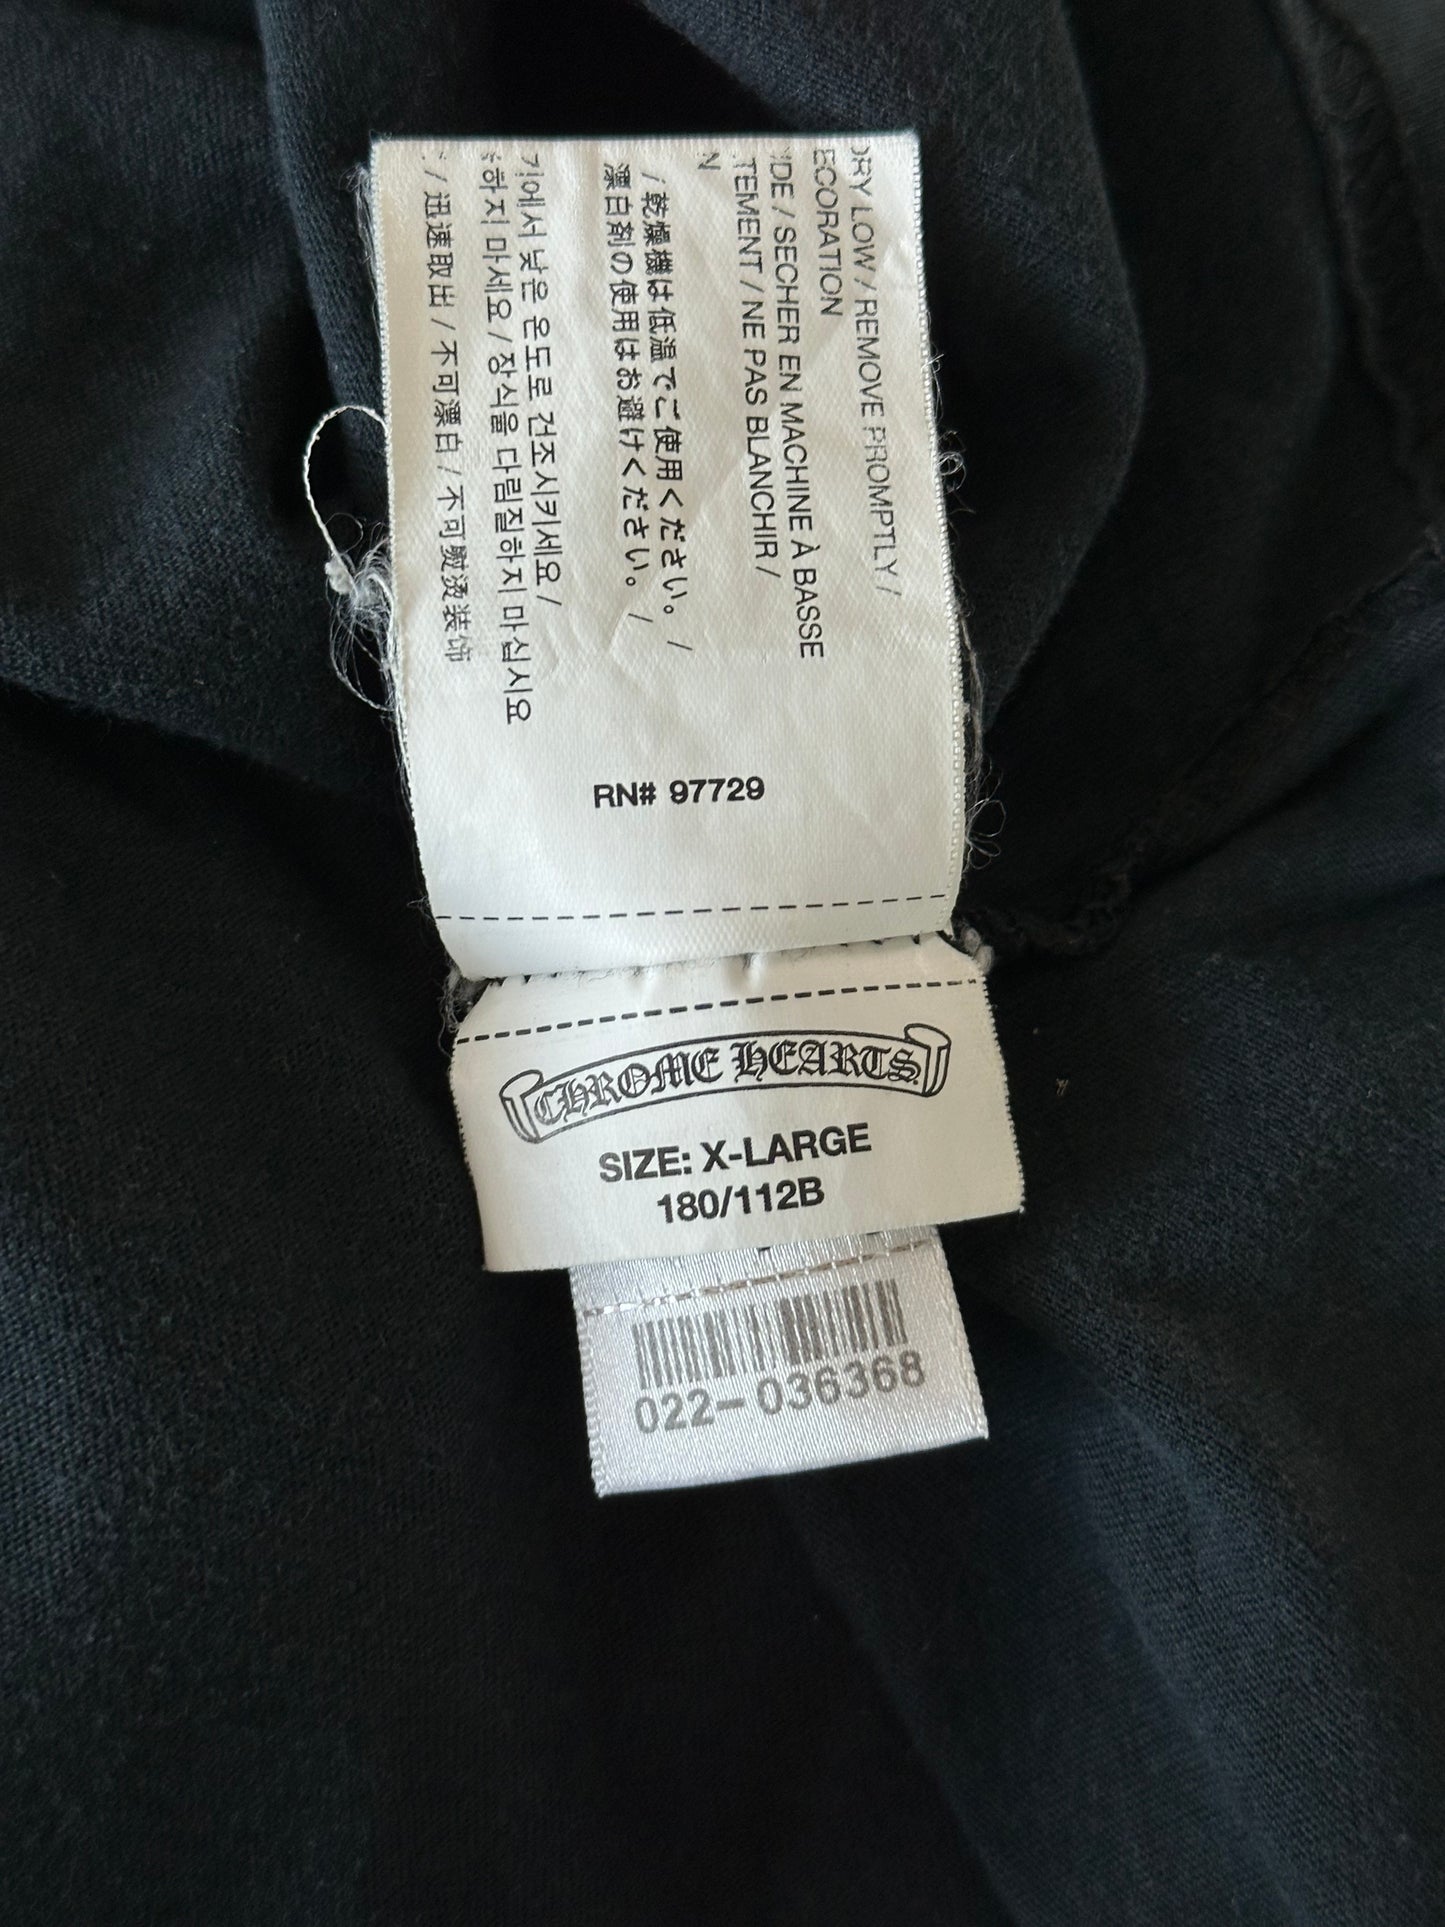 DRY LOW / REMOVE PROMPTLY /
ECORATION
IDE / SECHER EN MACHINE À BASSE
TEMENT / NE PAS BLANCHIR /
N
/ 乾燥機は低温でご使用ください。 /
漂白剤の使用はお避けください。 /
기에서 낮은 온도로 건조시키세요 /
하지 마세요 / 장식을 다림질하지 마십시요
/ 迅速取出 / 不可漂白 / 不可熨烫装饰
RN# 97729
CHROME HEARTS
SIZE: X-LARGE
180/112B
022-036368